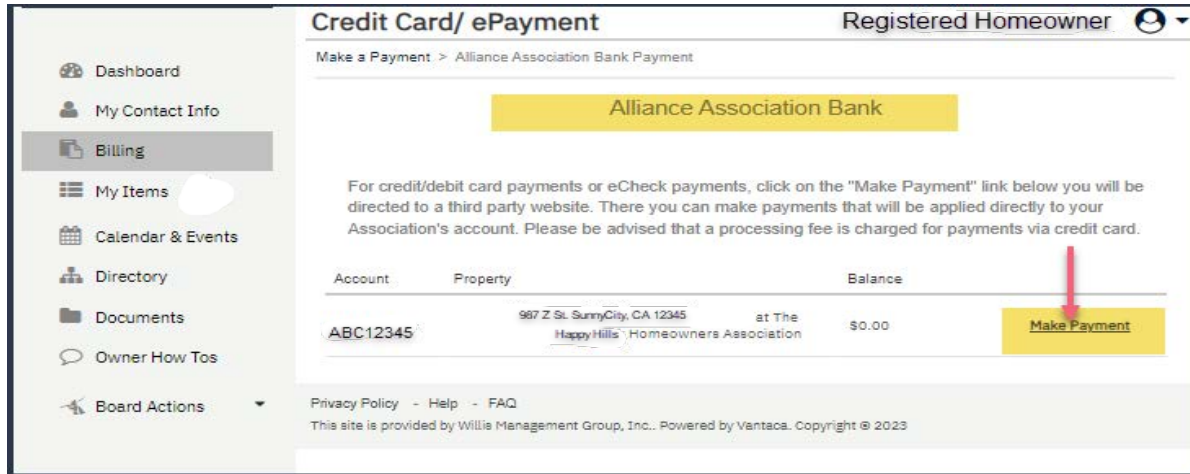 Credit Card/ ePayment
Registered Homeowner
Make a Payment > Alliance Association Bank Payment
Dashboard
My Contact Info
Billing
My Items
Calendar & Events
Directory
Documents
Owner How Tos
Board Actions
Alliance Association Bank
For credit/debit card payments or eCheck payments, click on the "Make Payment" link below you will be
directed to a third party website. There you can make payments that will be applied directly to your
Association's account. Please be advised that a processing fee is charged for payments via credit card.
Account Property Balance
987 Z St. SunnyCity, CA 12345 at The
ABC12345 Happy Hills Homeowners Association $0.00 Make Payment
Privacy Policy - Help - FAQ
This site is provided by Willis Management Group, Inc.. Powered by Vantaca. Copyright © 2023